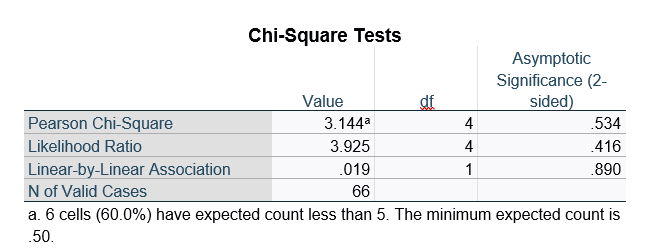 Chi-Square Tests
Asymptotic
Significance (2-
Value df sided)
Pearson Chi-Square 3.144ᵃ 4 .534
Likelihood Ratio 3.925 4 .416
Linear-by-Linear Association .019 1 .890
N of Valid Cases 66
a. 6 cells (60.0%) have expected count less than 5. The minimum expected count is
.50.